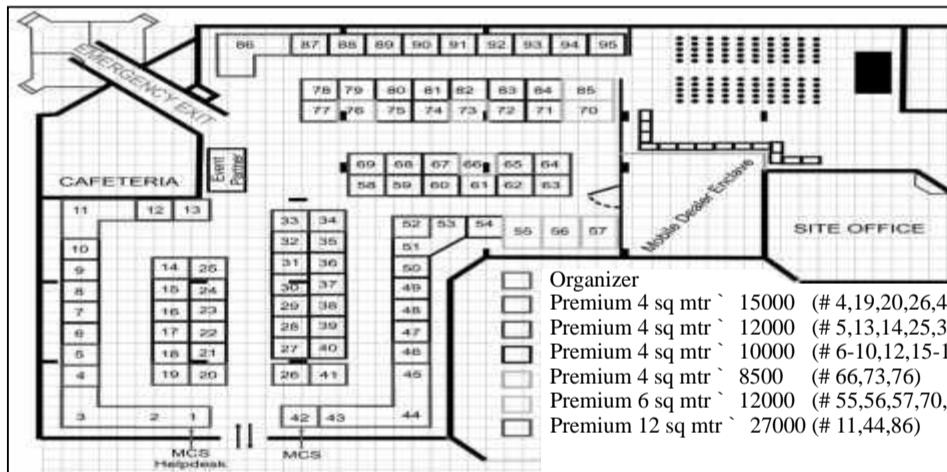 86 87 88 89 90 91 92 93 94 95
EMERGENCY EXIT
78 79 80 81 82 83 84 85
77 76 75 74 73 72 71 70
69 68 67 66 65 64
58 59 60 61 62 63
Event Partner
CAFETERIA
Mobile Dealer Enclave
SITE OFFICE
11 12 13
33 34
52 53 54 55 56 57
32 35
51
10
31 36
50
9
14 25
30 37
49
8
15 24
29 38
48
7
16 23
28 39
47
6
17 22
27 40
46
5
18 21
26 41
45
4
19 20
3 2 1
42 43 44
MCS Helpdesk
MCS
Organizer
Premium 4 sq mtr ` 15000 (# 4,19,20,26,4
Premium 4 sq mtr ` 12000 (# 5,13,14,25,3
Premium 4 sq mtr ` 10000 (# 6-10,12,15-1
Premium 4 sq mtr ` 8500 (# 66,73,76)
Premium 6 sq mtr ` 12000 (# 55,56,57,70,
Premium 12 sq mtr ` 27000 (# 11,44,86)